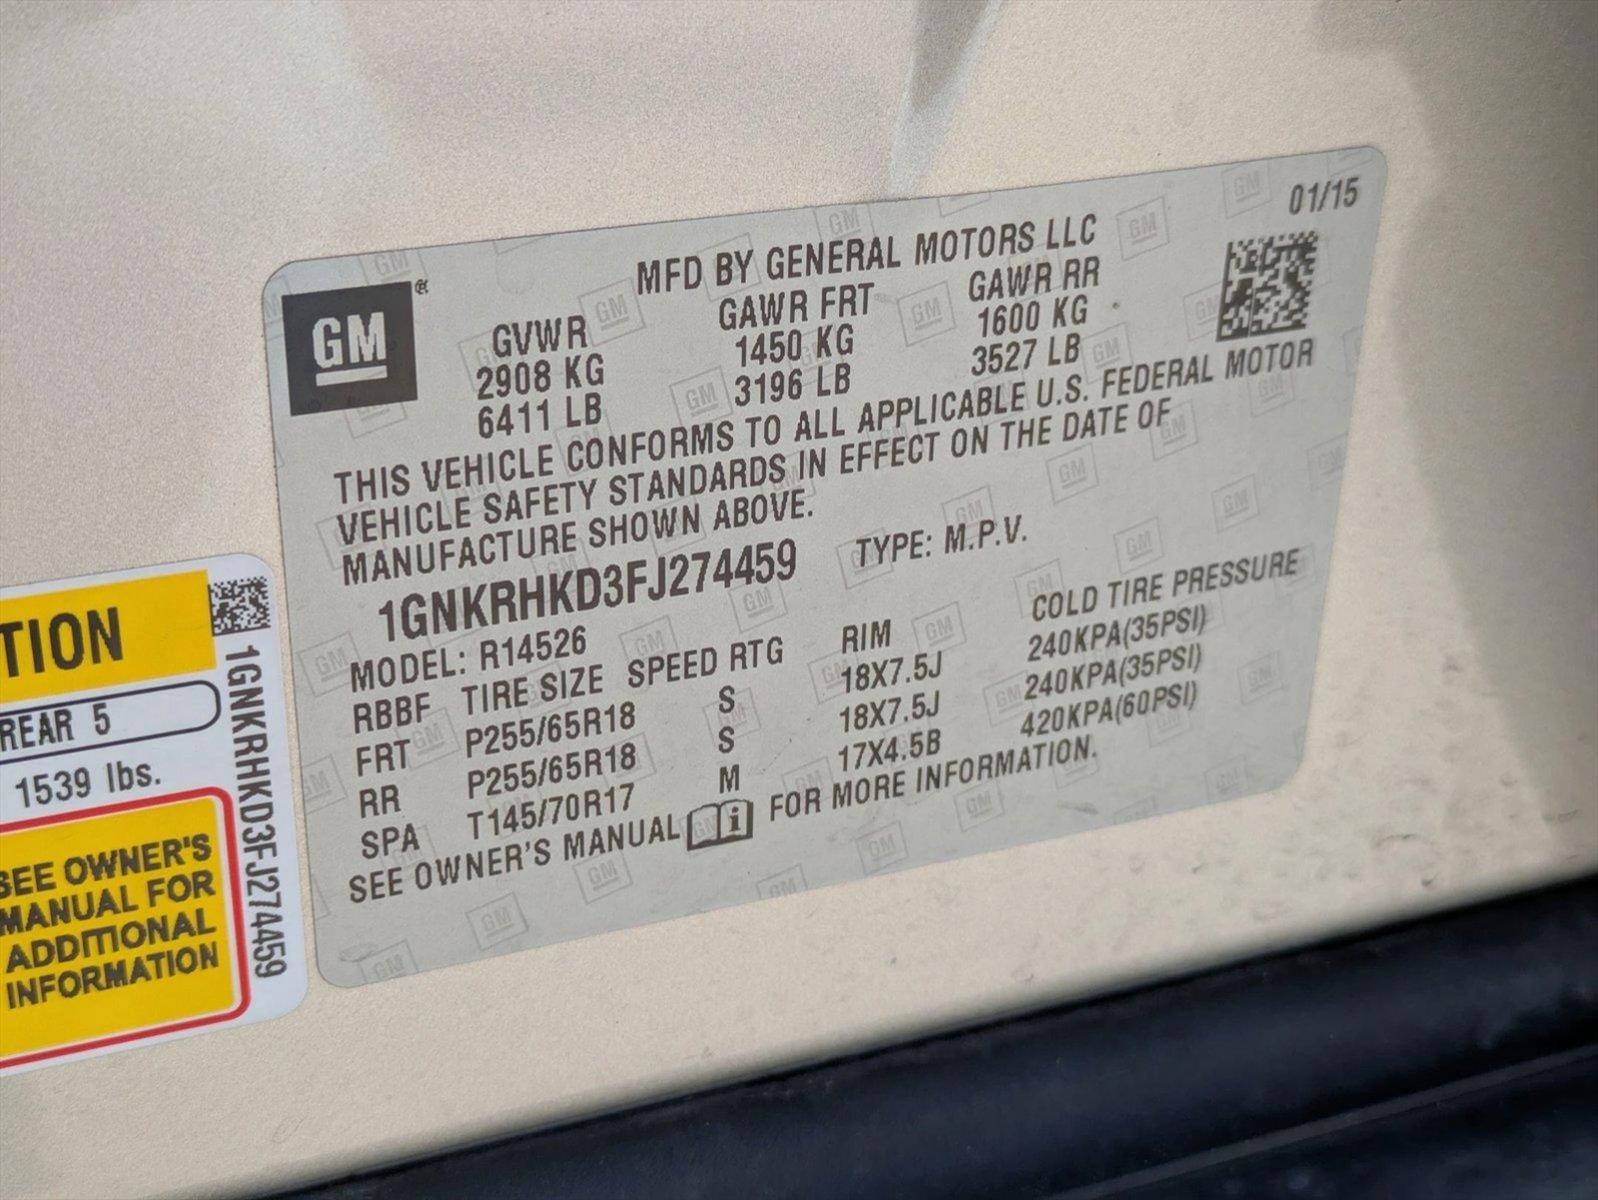 01/15
MFD BY GENERAL MOTORS LLC
GM ®
GVWR GAWR FRT GAWR RR
2908 KG 1450 KG 1600 KG
6411 LB 3196 LB 3527 LB
THIS VEHICLE CONFORMS TO ALL APPLICABLE U.S. FEDERAL MOTOR
VEHICLE SAFETY STANDARDS IN EFFECT ON THE DATE OF
MANUFACTURE SHOWN ABOVE.
1GNKRHKD3FJ274459 TYPE: M.P.V.
MODEL: R14526
RBBF TIRE SIZE SPEED RTG RIM COLD TIRE PRESSURE
FRT P255/65R18 S 18X7.5J 240KPA(35PSI)
RR P255/65R18 S 18X7.5J 240KPA(35PSI)
SPA T145/70R17 M 17X4.5B 420KPA(60PSI)
SEE OWNER'S MANUAL i FOR MORE INFORMATION.
TION
REAR 5
1539 lbs.
SEE OWNER'S
MANUAL FOR
ADDITIONAL
INFORMATION
1GNKRHKD3FJ274459